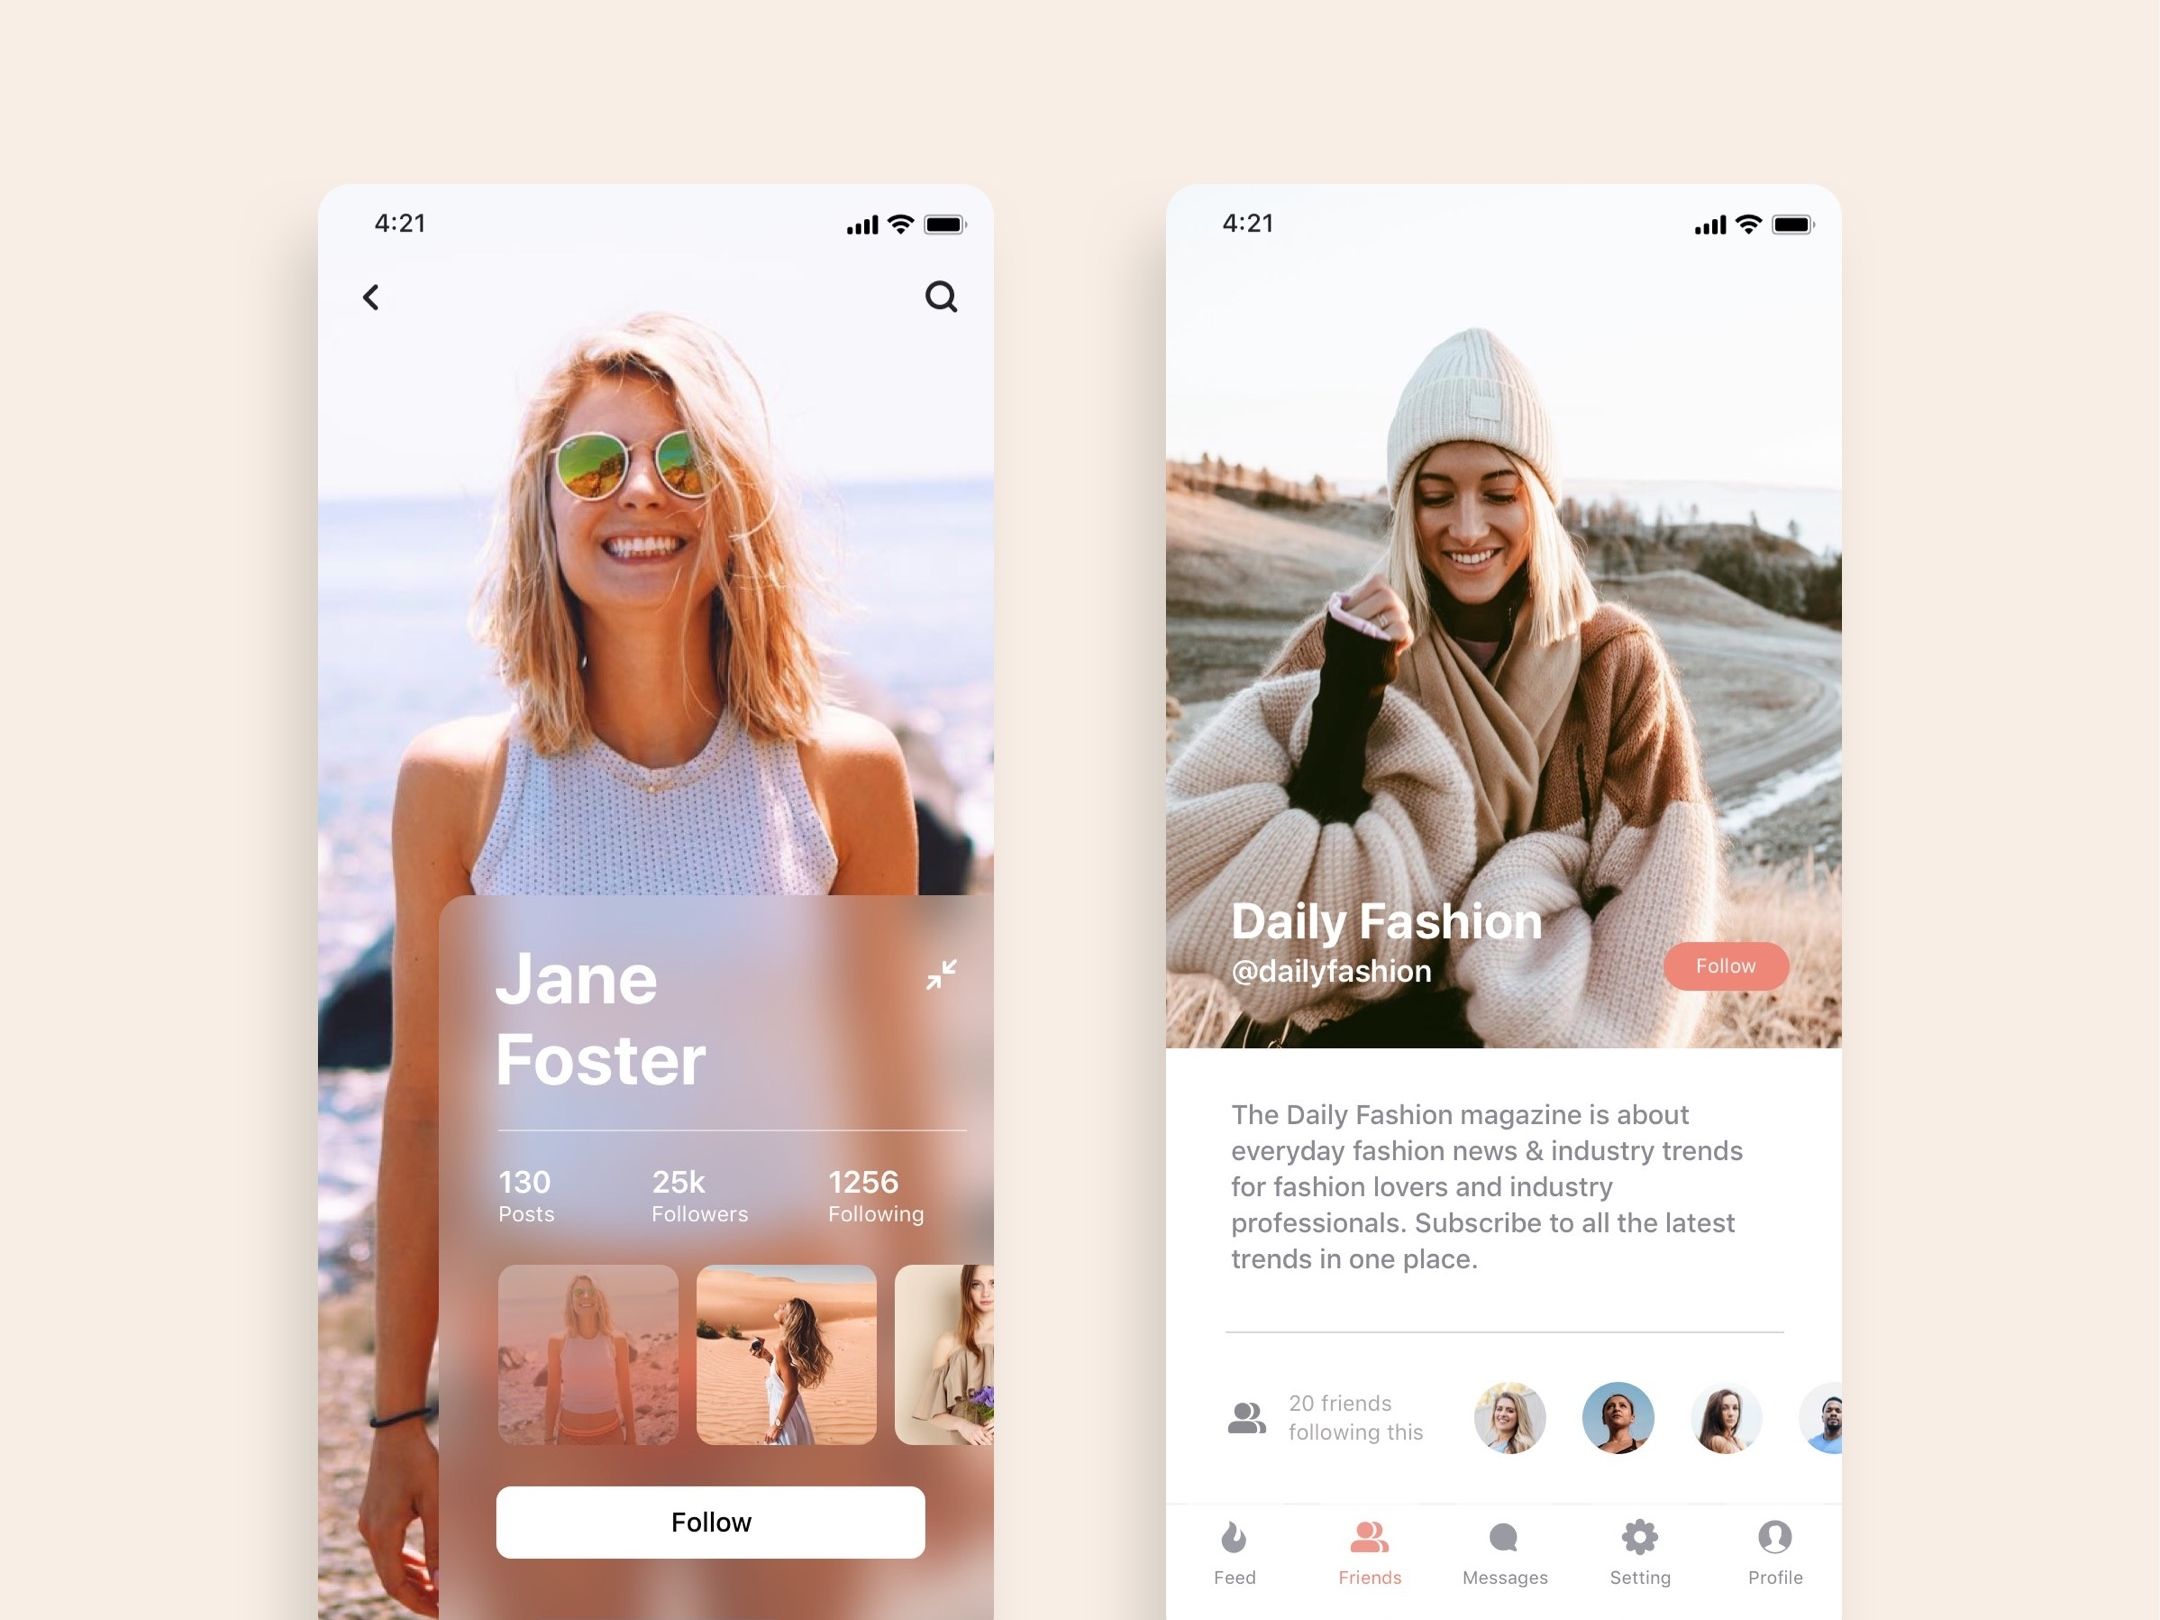 4:21
Jane
Foster
130
Posts
25k
Followers
1256
Following
Follow
4:21
Daily Fashion
@dailyfashion
Follow
The Daily Fashion magazine is about
everyday fashion news & industry trends
for fashion lovers and industry
professionals. Subscribe to all the latest
trends in one place.
20 friends
following this
Feed
Friends
Messages
Setting
Profile